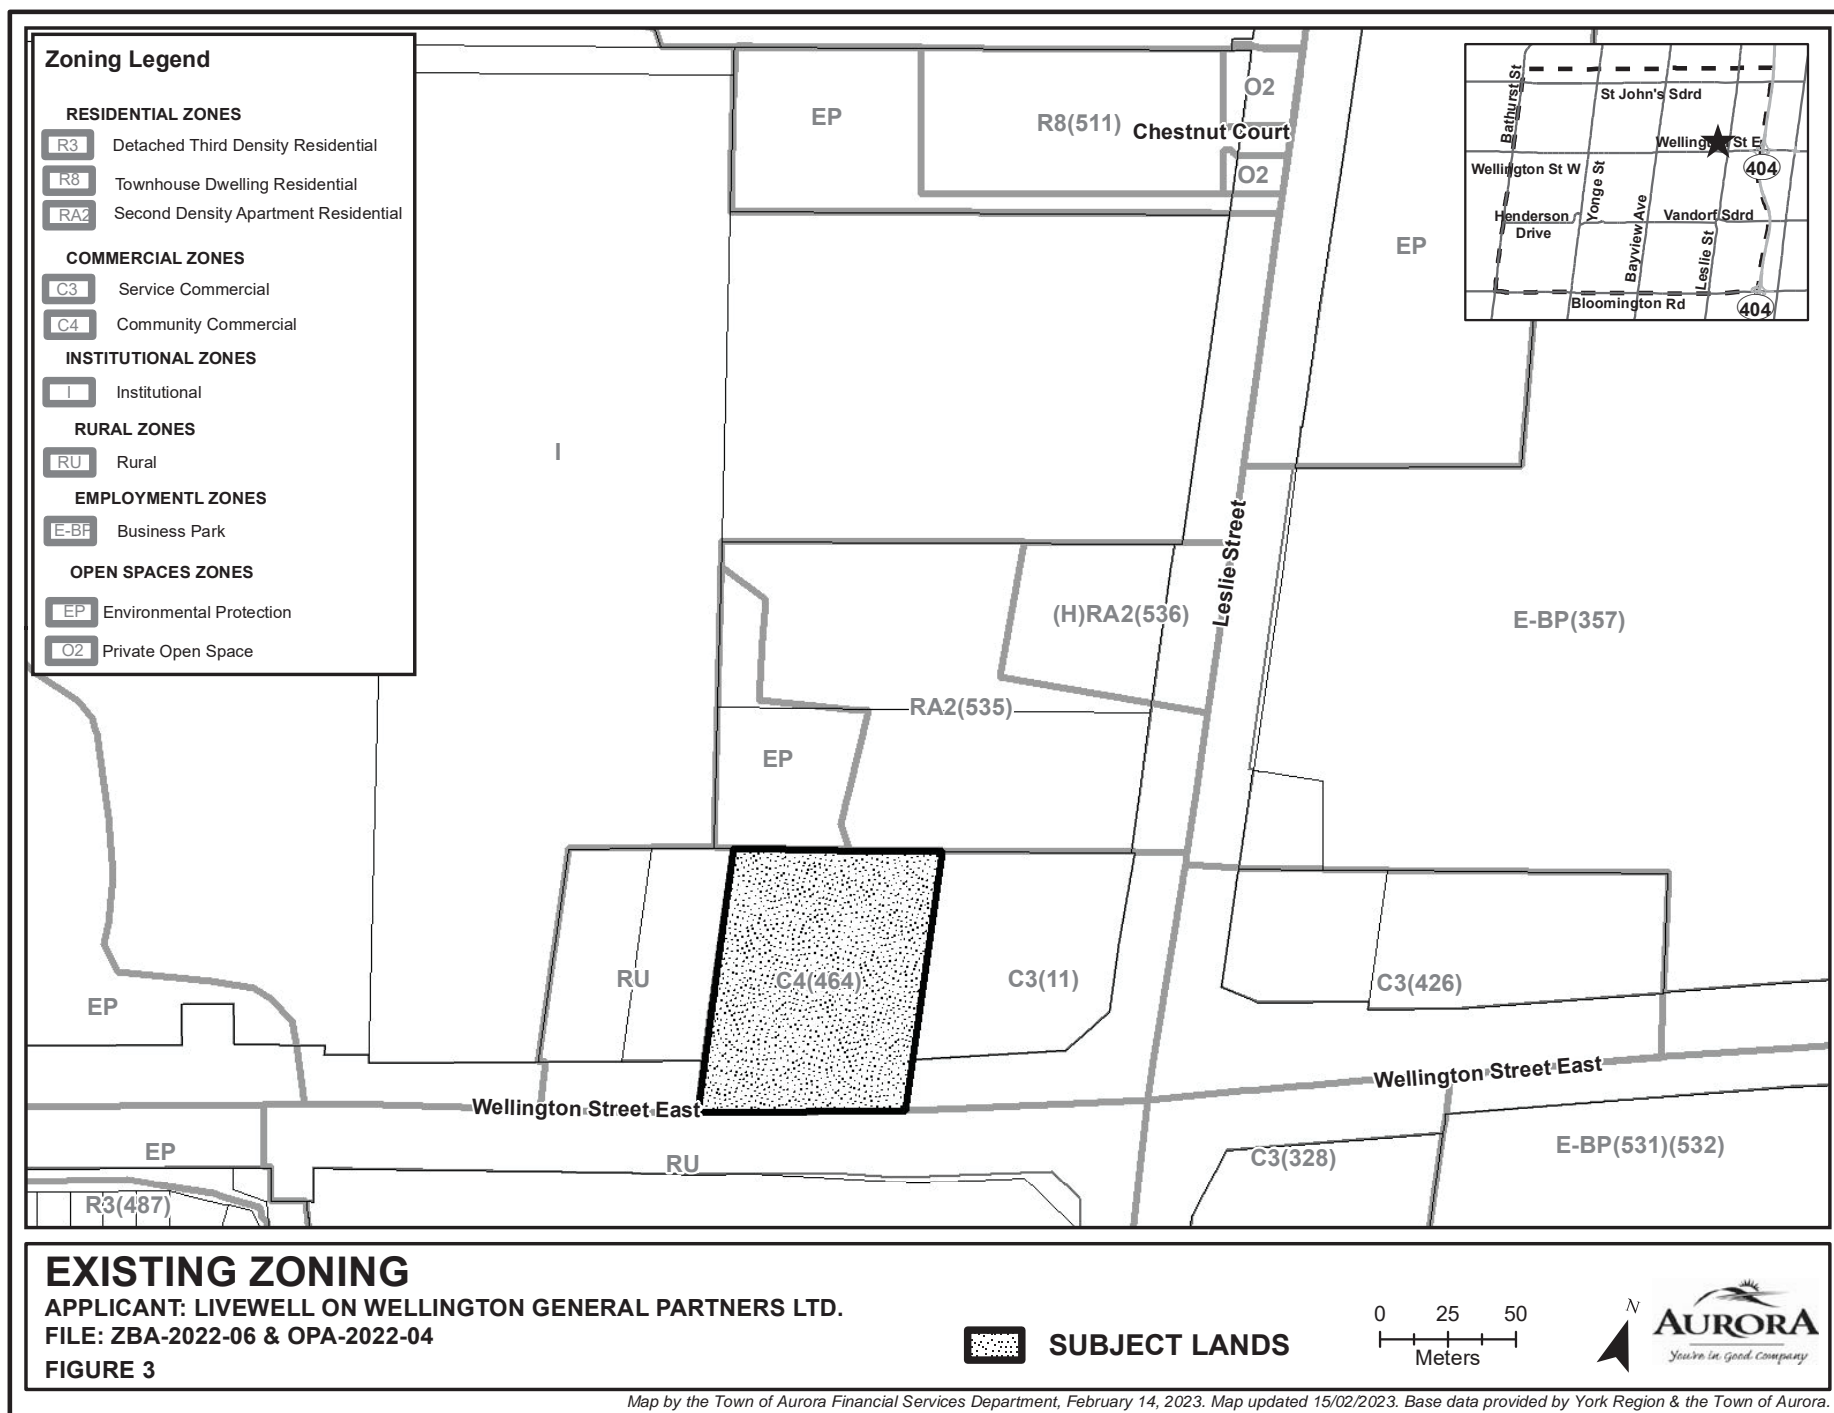 Zoning Legend
RESIDENTIAL ZONES
R3 Detached Third Density Residential
R8 Townhouse Dwelling Residential
RA2 Second Density Apartment Residential
COMMERCIAL ZONES
C3 Service Commercial
C4 Community Commercial
INSTITUTIONAL ZONES
I Institutional
RURAL ZONES
RU Rural
EMPLOYMENTL ZONES
E-BP Business Park
OPEN SPACES ZONES
EP Environmental Protection
O2 Private Open Space
EP
R8(511)
O2
Chestnut Court
O2
EP
I
Leslie Street
(H)RA2(536)
E-BP(357)
RA2(535)
EP
RU
C4(464)
C3(11)
C3(426)
EP
Wellington Street East
Wellington Street East
EP
RU
C3(328)
E-BP(531)(532)
R3(487)
Bathurst St
St John's Sdrd
Wellington St E
Wellington St W
404
Yonge St
Henderson
Drive
Bayview Ave
Vandorf Sdrd
Leslie St
Bloomington Rd
404
EXISTING ZONING
APPLICANT: LIVEWELL ON WELLINGTON GENERAL PARTNERS LTD.
FILE: ZBA-2022-06 & OPA-2022-04
FIGURE 3
SUBJECT LANDS
0 25 50
Meters
N
AURORA
You're in Good Company
Map by the Town of Aurora Financial Services Department, February 14, 2023. Map updated 15/02/2023. Base data provided by York Region & the Town of Aurora.